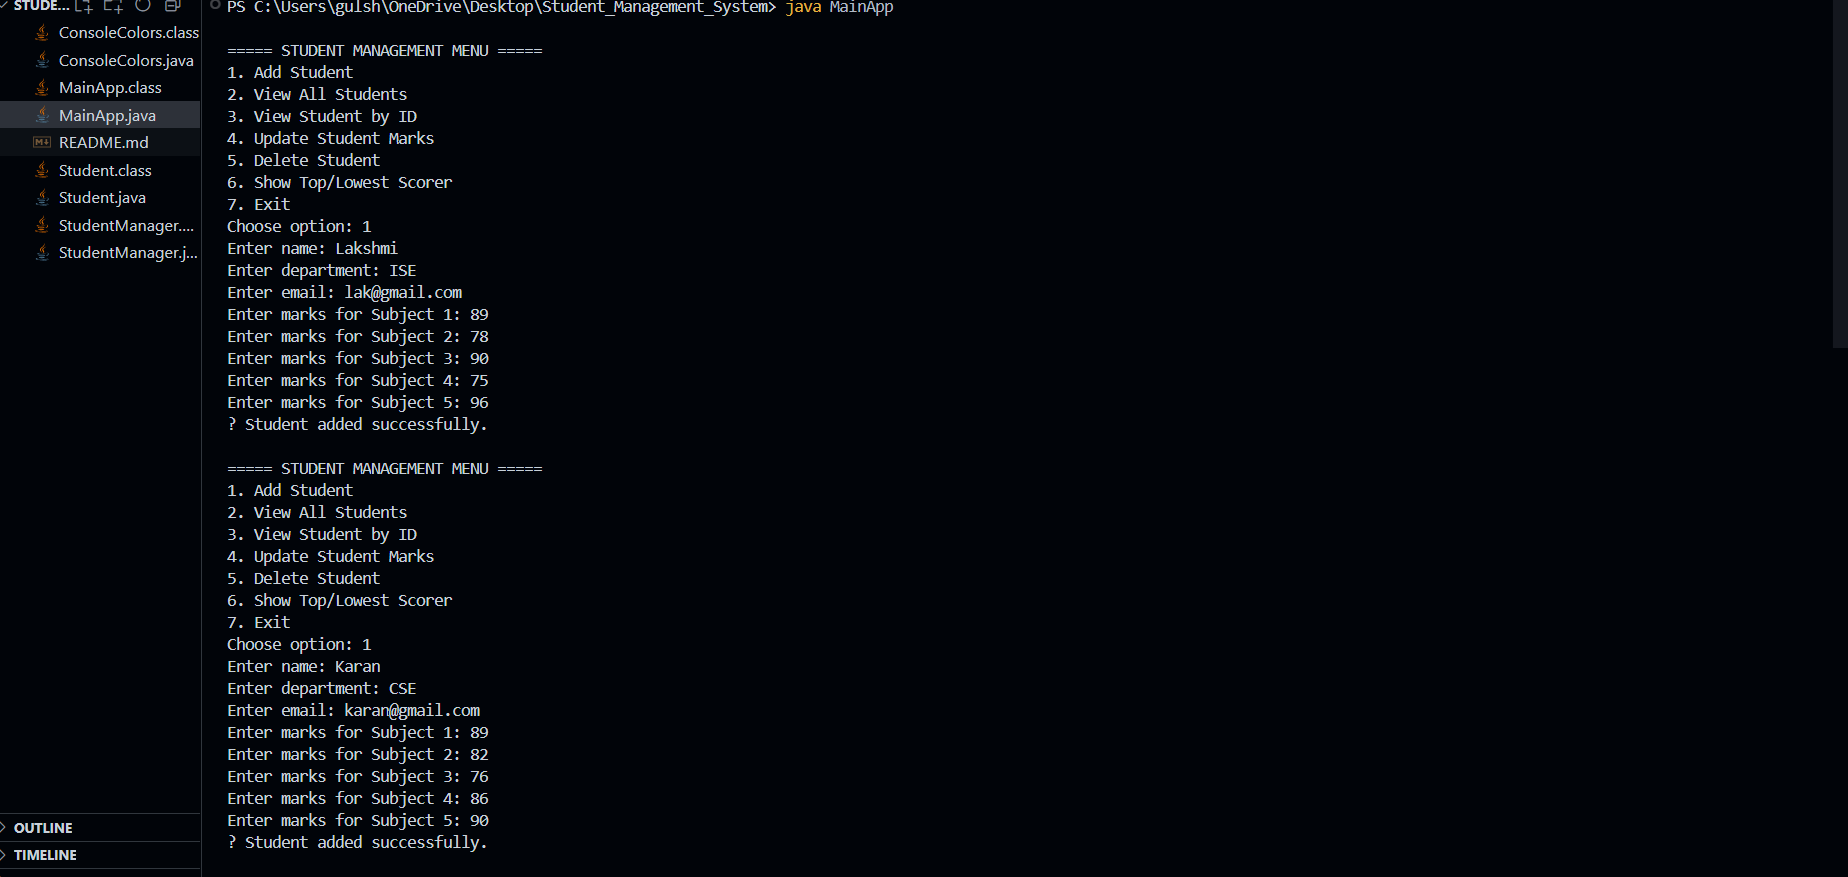 STUDE...
ConsoleColors.class
ConsoleColors.java
MainApp.class
MainApp.java
README.md
Student.class
Student.java
StudentManager....
StudentManager.j...
OUTLINE
TIMELINE
PS C:\Users\gulsh\OneDrive\Desktop\Student_Management_System> java MainApp
===== STUDENT MANAGEMENT MENU =====
1. Add Student
2. View All Students
3. View Student by ID
4. Update Student Marks
5. Delete Student
6. Show Top/Lowest Scorer
7. Exit
Choose option: 1
Enter name: Lakshmi
Enter department: ISE
Enter email: lak@gmail.com
Enter marks for Subject 1: 89
Enter marks for Subject 2: 78
Enter marks for Subject 3: 90
Enter marks for Subject 4: 75
Enter marks for Subject 5: 96
? Student added successfully.
===== STUDENT MANAGEMENT MENU =====
1. Add Student
2. View All Students
3. View Student by ID
4. Update Student Marks
5. Delete Student
6. Show Top/Lowest Scorer
7. Exit
Choose option: 1
Enter name: Karan
Enter department: CSE
Enter email: karan@gmail.com
Enter marks for Subject 1: 89
Enter marks for Subject 2: 82
Enter marks for Subject 3: 76
Enter marks for Subject 4: 86
Enter marks for Subject 5: 90
? Student added successfully.